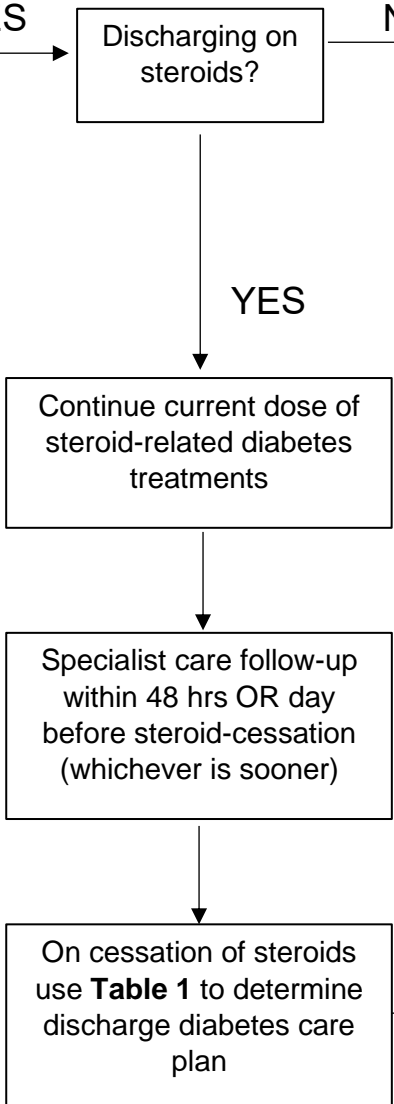 Discharging on
steroids?
YES
Continue current dose of
steroid-related diabetes
treatments
Specialist care follow-up
within 48 hrs OR day
before steroid-cessation
(whichever is sooner)
On cessation of steroids
use Table 1 to determine
discharge diabetes care
plan